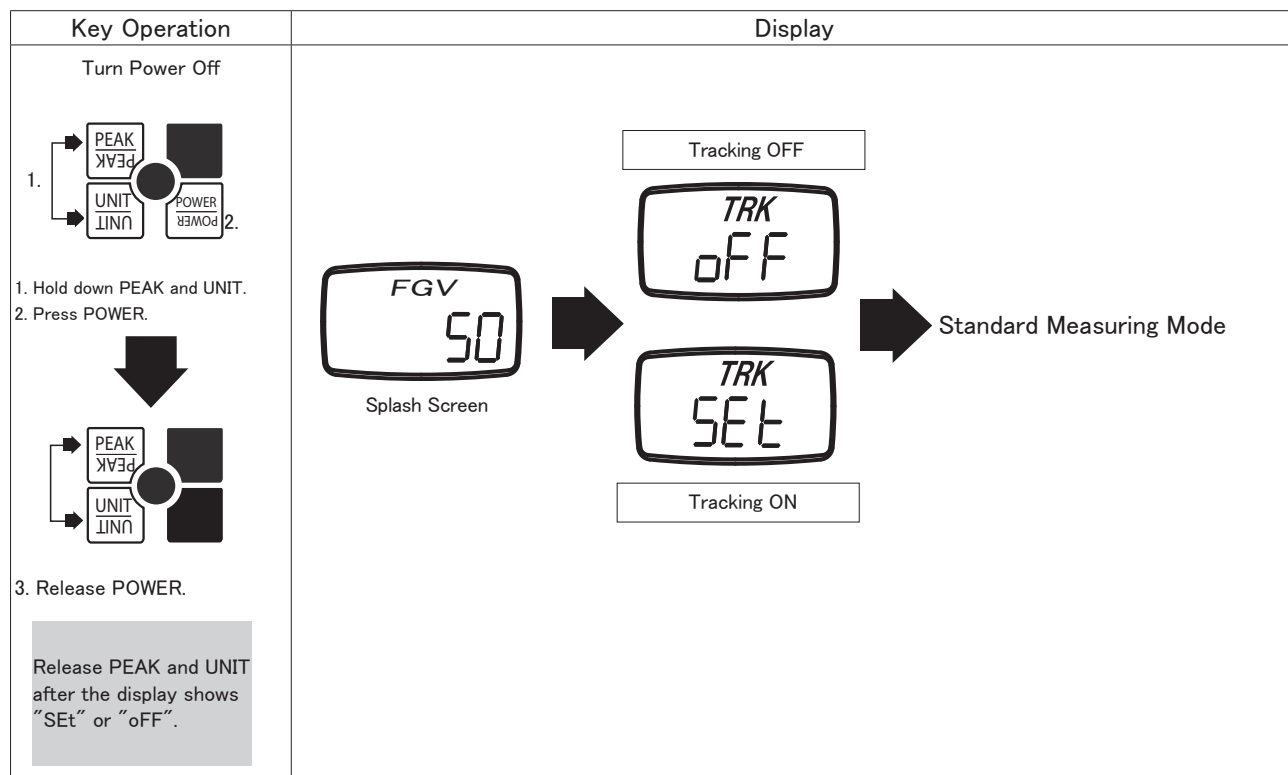 Key Operation
Display
Turn Power Off
1.
PEAK
PEAK
UNIT
UNIT
POWER
POWER
2.
1. Hold down PEAK and UNIT.
2. Press POWER.
PEAK
PEAK
UNIT
UNIT
3. Release POWER.
Release PEAK and UNIT
after the display shows
"SEt" or "oFF".
FGV
50
Splash Screen
Tracking OFF
TRK
oFF
TRK
SEt
Tracking ON
Standard Measuring Mode